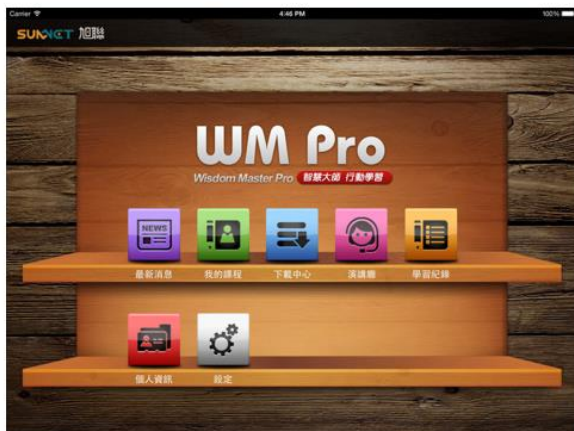 Carrier 4:46 PM 100%
SUNNET 旭聯
WM Pro
Wisdom Master Pro 智慧大師 行動學習
NEWS
最新消息 我的課程 下載中心 演講廳 學習紀錄
個人資訊 設定